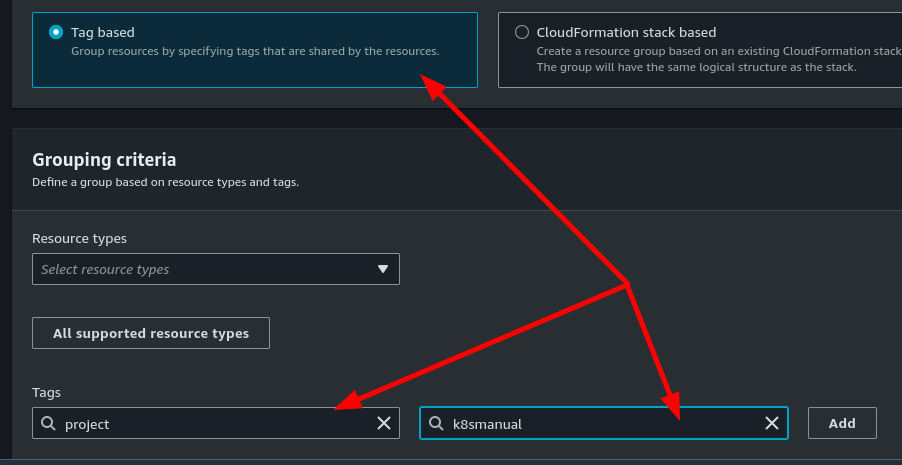 Tag based
Group resources by specifying tags that are shared by the resources.
CloudFormation stack based
Create a resource group based on an existing CloudFormation stack
The group will have the same logical structure as the stack.
Grouping criteria
Define a group based on resource types and tags.
Resource types
Select resource types
All supported resource types
Tags
project
k8smanual
Add